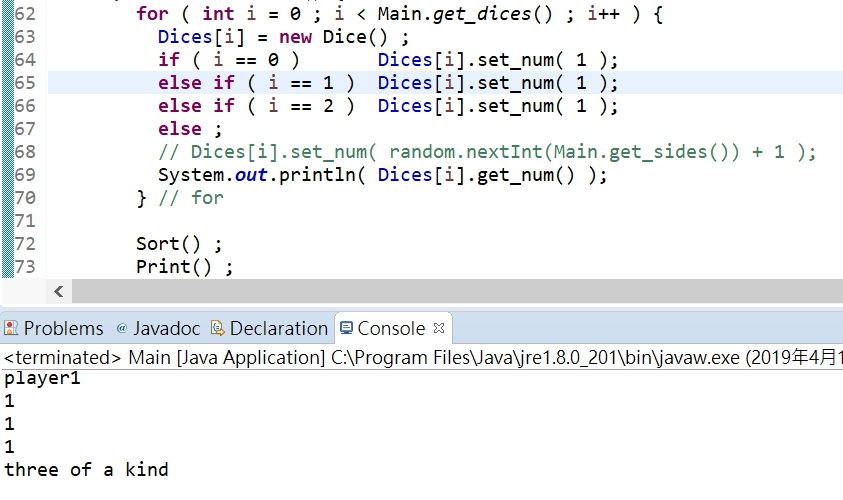 62 for ( int i = 0 ; i < Main.get_dices() ; i++ ) {
63 Dices[i] = new Dice() ;
64 if ( i == 0 ) Dices[i].set_num( 1 );
65 else if ( i == 1 ) Dices[i].set_num( 1 );
66 else if ( i == 2 ) Dices[i].set_num( 1 );
67 else ;
68 // Dices[i].set_num( random.nextInt(Main.get_sides()) + 1 );
69 System.out.println( Dices[i].get_num() );
70 } // for
71
72 Sort() ;
73 Print() ;
Problems @ Javadoc Declaration Console
<terminated> Main [Java Application] C:\Program Files\Java\jre1.8.0_201\bin\javaw.exe (2019年4月1
player1
1
1
1
three of a kind